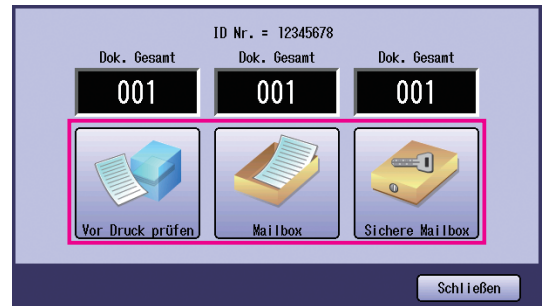 ID Nr. = 12345678
Dok. Gesamt Dok. Gesamt Dok. Gesamt
001 001 001
Vor Druck prüfen Mailbox Sichere Mailbox
Schließen